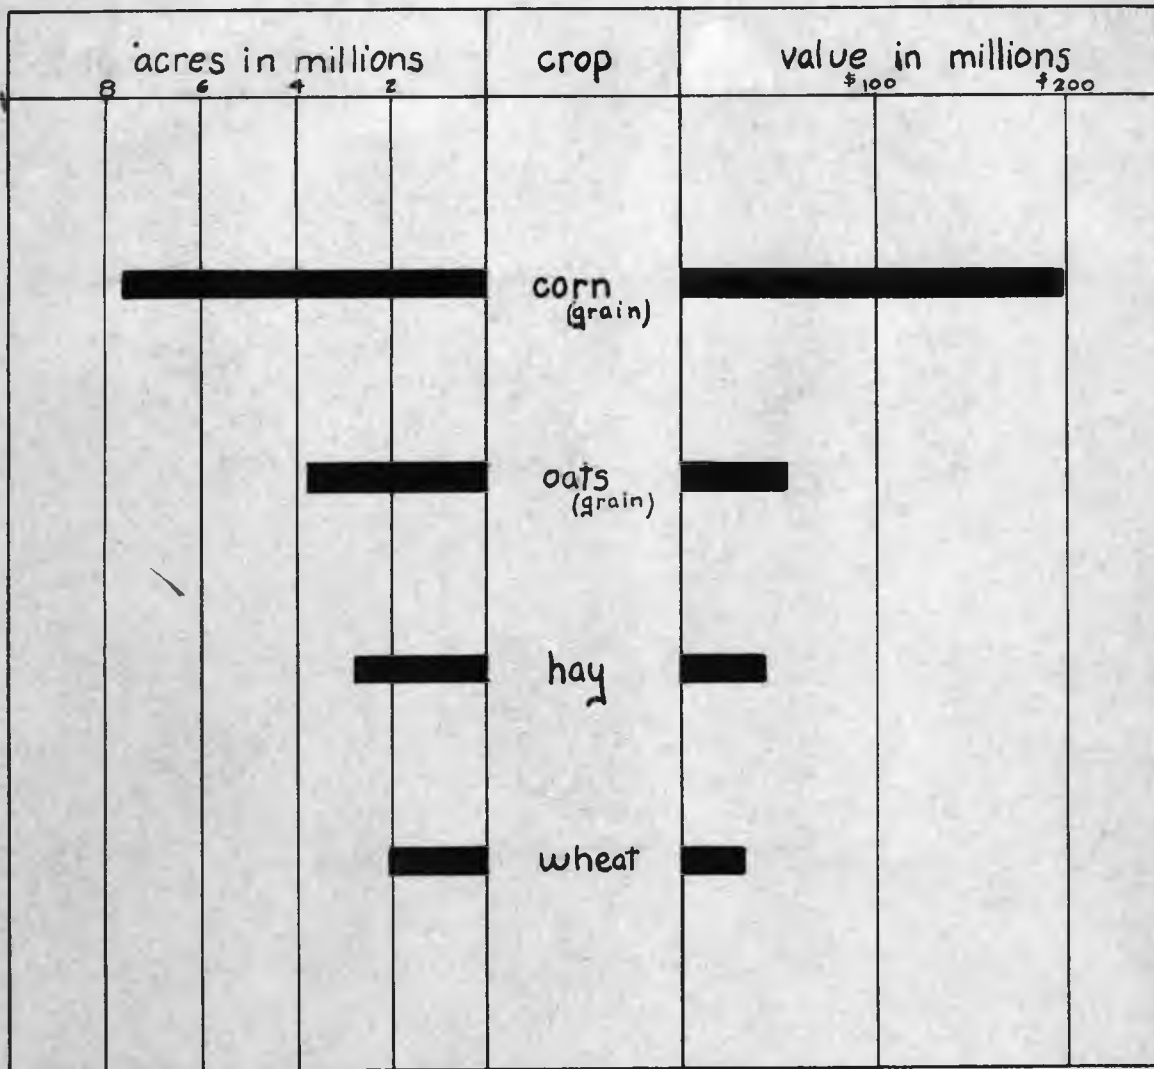 acres in millions crop value in millions
8 6 4 2 $100 $200
corn
(grain)
oats
(grain)
hay
wheat